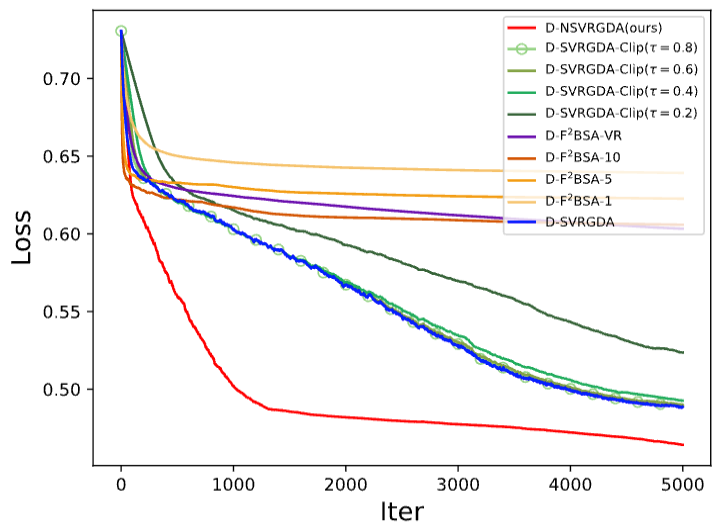 D-NSVRGDA(ours)
D-SVRGDA-Clip(τ = 0.8)
D-SVRGDA-Clip(τ = 0.6)
D-SVRGDA-Clip(τ = 0.4)
D-SVRGDA-Clip(τ = 0.2)
D-F²BSA-VR
D-F²BSA-10
D-F²BSA-5
D-F²BSA-1
D-SVRGDA
0.70
0.65
0.60
0.55
0.50
Loss
0 1000 2000 3000 4000 5000
Iter